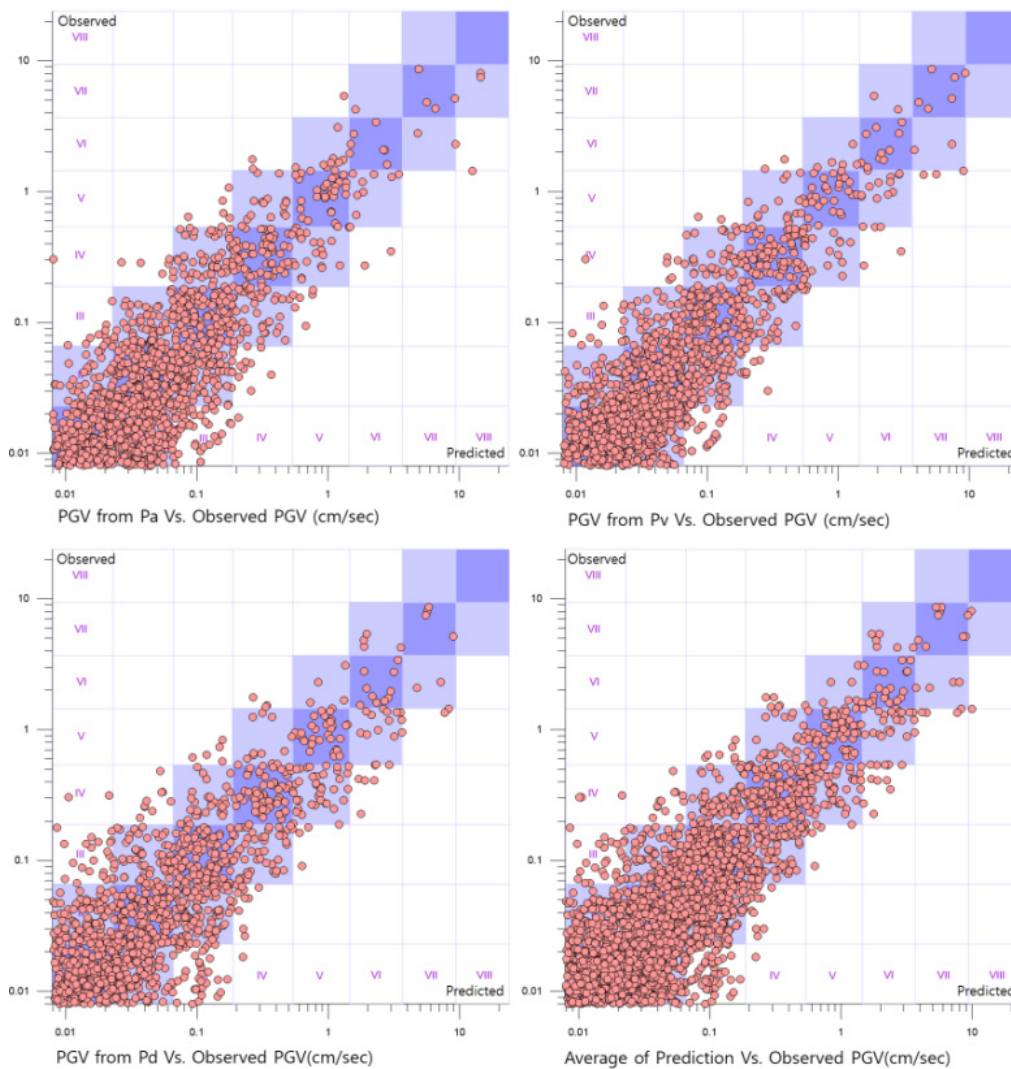 Observed
VIII
10
VII
VI
1
V
IV
0.1
III
III IV V VI VII VIII
0.01
Predicted
0.01 0.1 1 10
PGV from Pa Vs. Observed PGV (cm/sec)
Observed
VIII
10
VII
VI
1
V
IV
0.1
III
II
IV V VI VII VIII
0.01
Predicted
0.01 0.1 1 10
PGV from Pv Vs. Observed PGV (cm/sec)
Observed
VIII
10
VII
VI
1
V
IV
0.1
III
IV V VI VII VIII
0.01
Predicted
0.01 0.1 1 10
PGV from Pd Vs. Observed PGV(cm/sec)
Observed
VIII
10
VII
VI
1
V
IV
0.1
III
IV V VI VII VIII
0.01
Predicted
0.01 0.1 1 10
Average of Prediction Vs. Observed PGV(cm/sec)